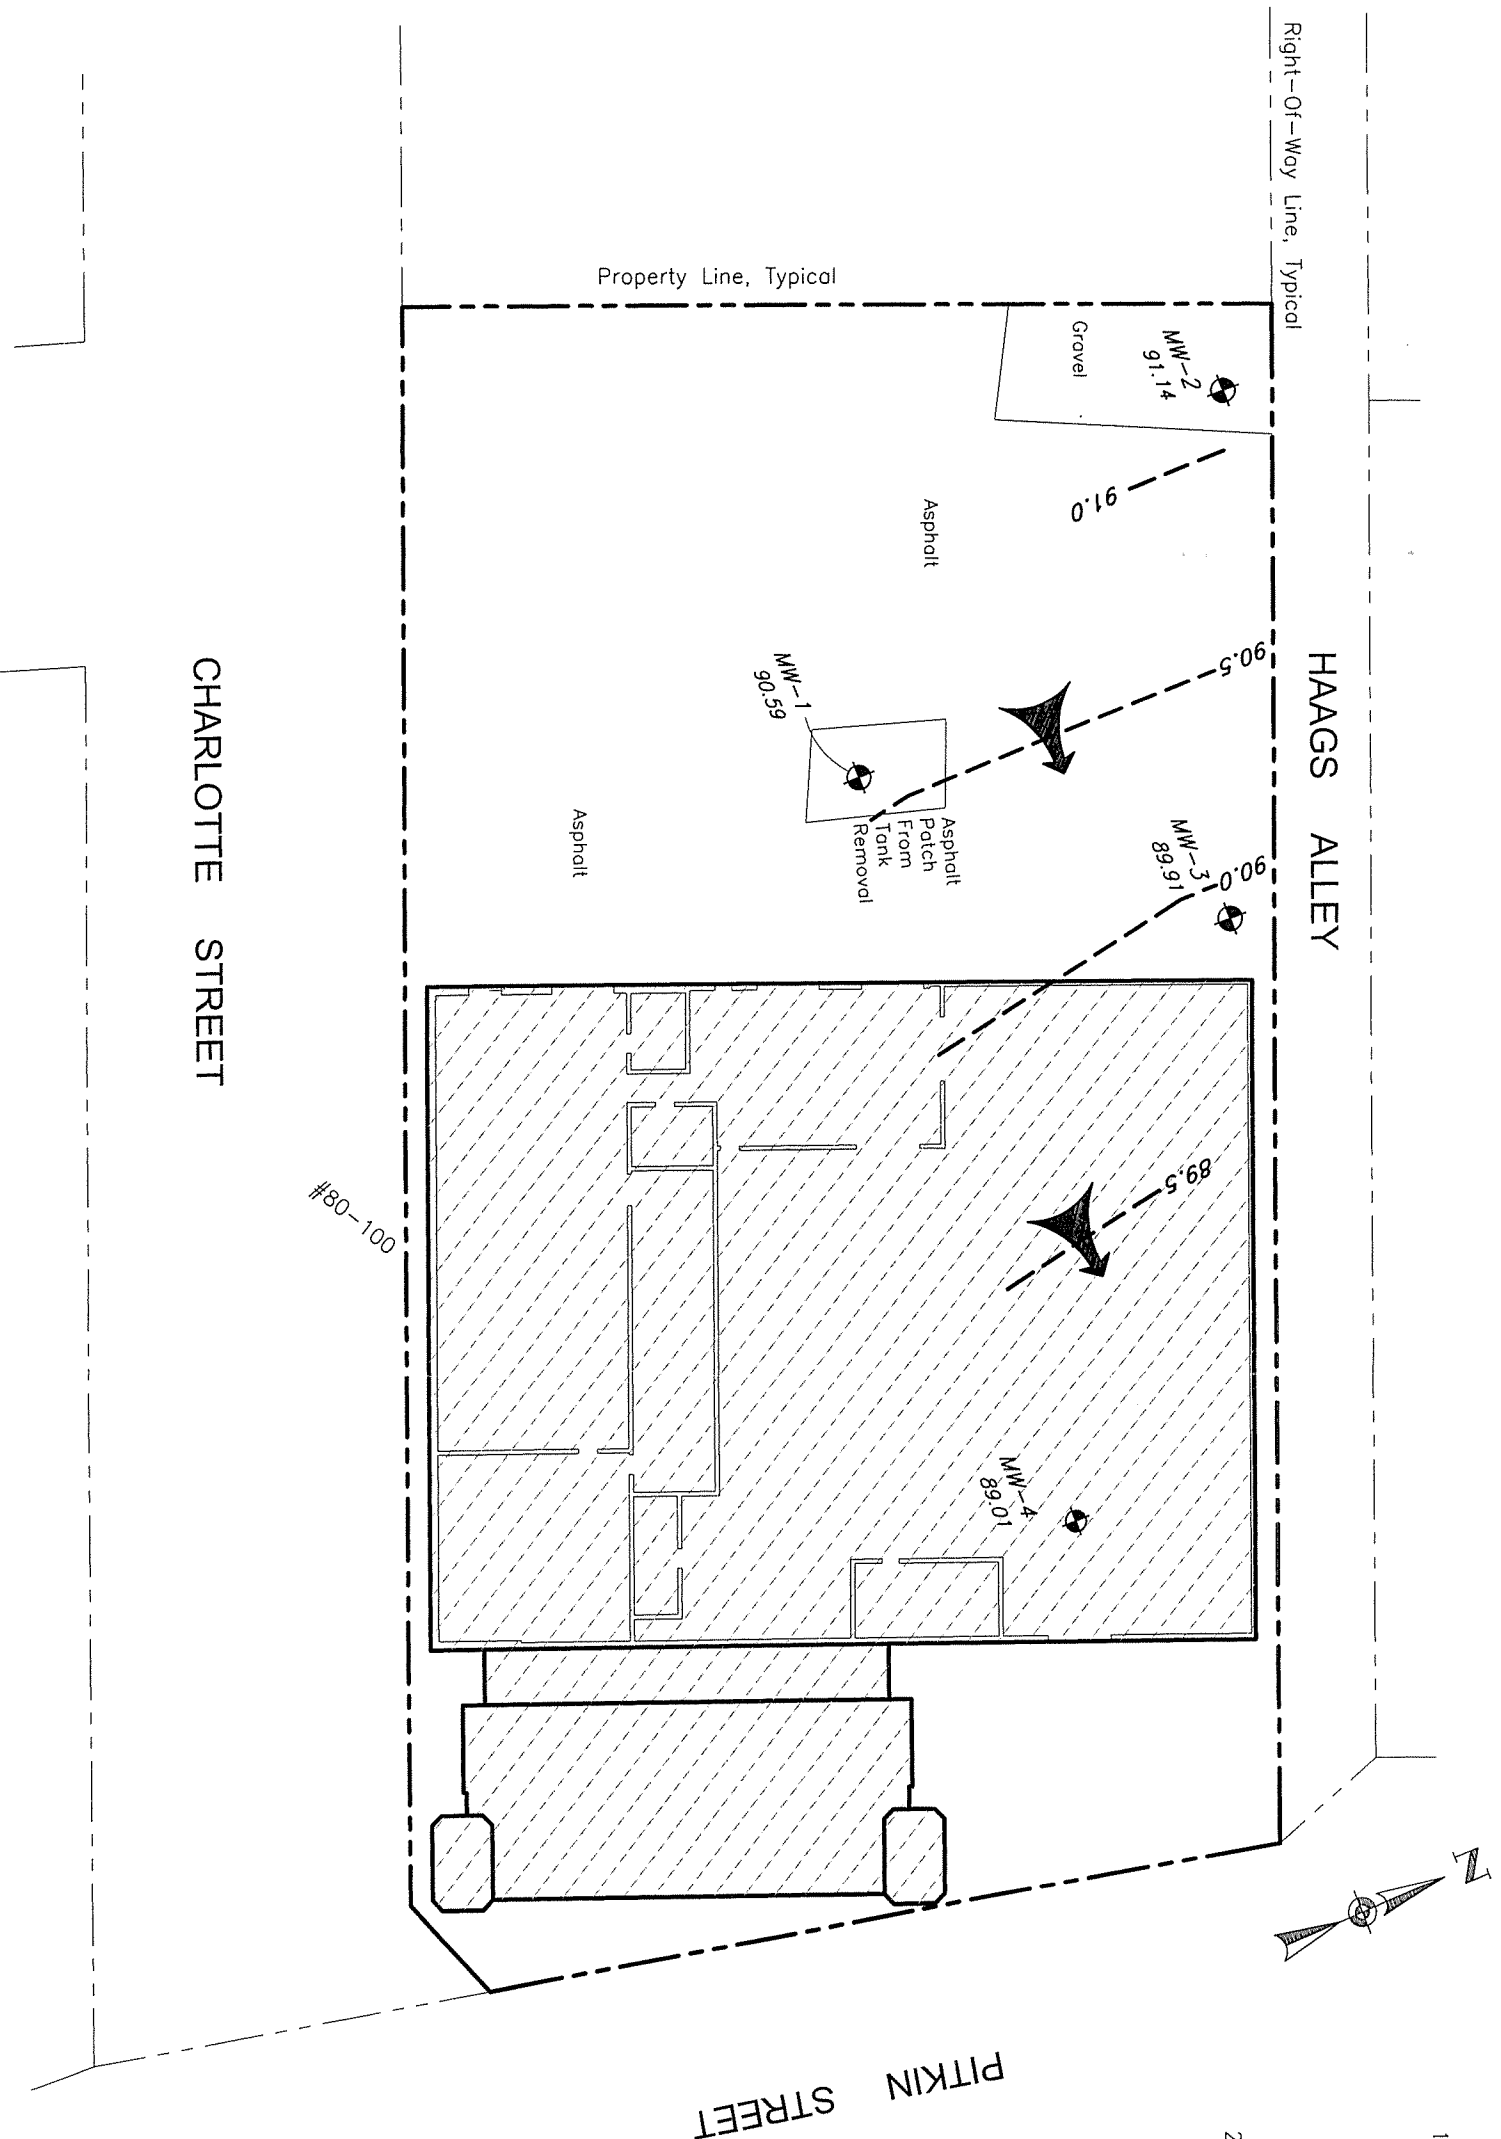 Right-Of-Way Line, Typical
Property Line, Typical
Gravel
MW-2
91.14
91.0
Asphalt
90.5
HAAGS ALLEY
MW-1
90.59
Asphalt
Patch
From
Tank
Removal
MW-3
89.91
90.0
Asphalt
CHARLOTTE STREET
#80-100
89.5
MW-4
89.01
N
PITKIN STREET
1
2